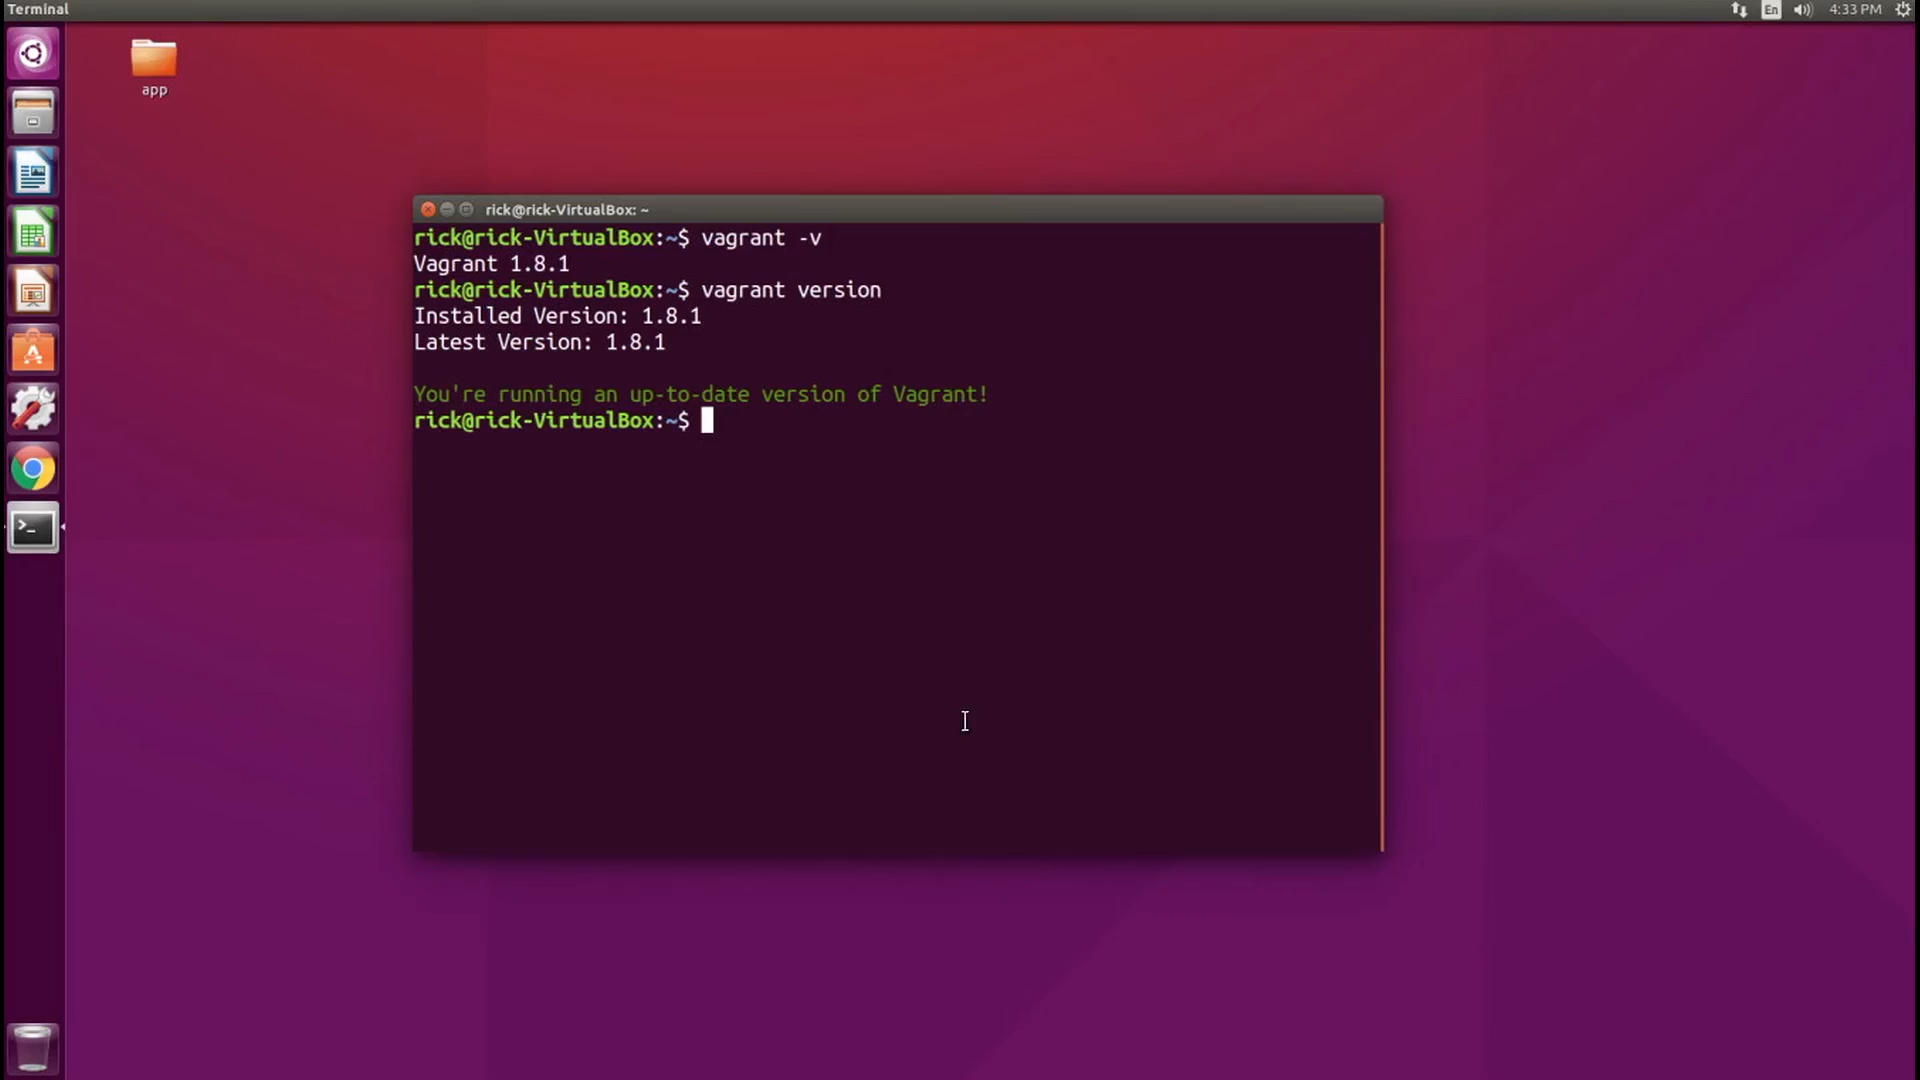 Terminal
En
4:33 PM
app
rick@rick-VirtualBox: ~
rick@rick-VirtualBox:~$ vagrant -v
Vagrant 1.8.1
rick@rick-VirtualBox:~$ vagrant version
Installed Version: 1.8.1
Latest Version: 1.8.1
You're running an up-to-date version of Vagrant!
rick@rick-VirtualBox:~$